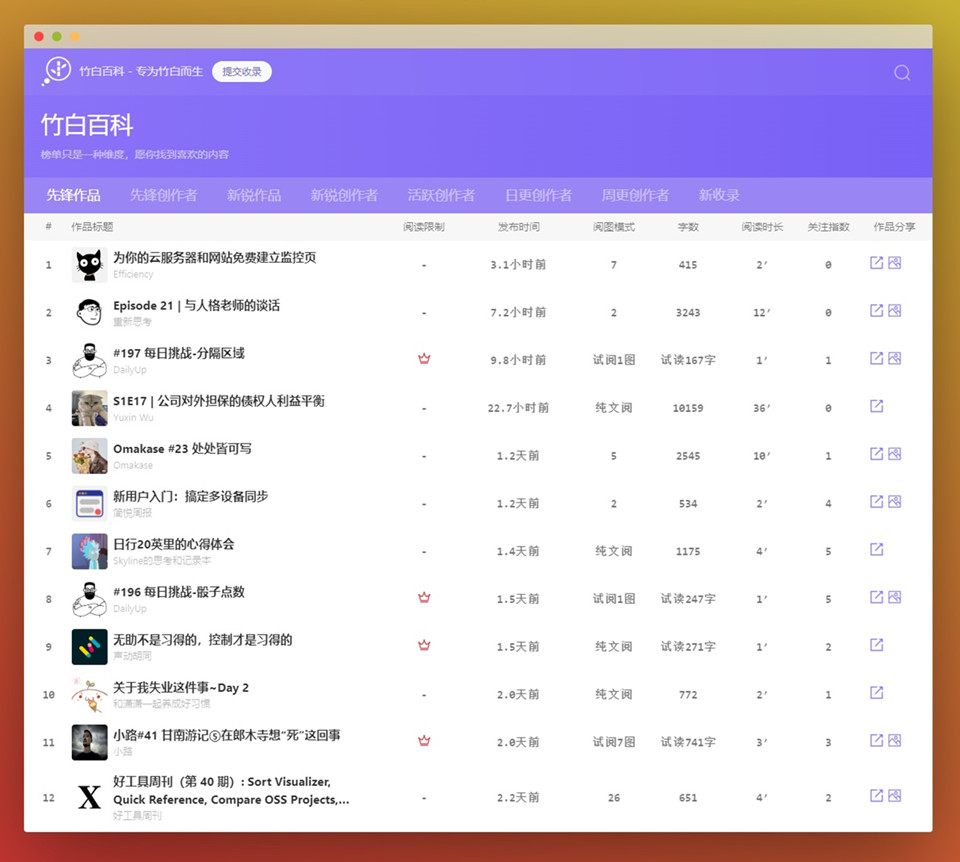 竹白百科 - 专为竹白而生 提交收录
竹白百科
榜单只是一种维度，愿你找到喜欢的内容
先锋作品 先锋创作者 新锐作品 新锐创作者 活跃创作者 日更创作者 周更创作者 新收录
# 作品标题 阅读限制 发布时间 阅图模式 字数 阅读时长 关注指数 作品分享
1 为你的云服务器和网站免费建立监控页 - 3.1小时前 7 415 2′ 0
Efficiency
2 Episode 21 | 与人格老师的谈话 - 7.2小时前 2 3243 12′ 0
重新思考
3 #197 每日挑战-分隔区域 9.8小时前 试阅1图 试读167字 1′ 1
DailyUp
4 S1E17 | 公司对外担保的债权人利益平衡 - 22.7小时前 纯文阅 10159 36′ 0
Yuxin Wu
5 Omakase #23 处处皆可写 - 1.2天前 5 2545 10′ 1
Omakase
6 新用户入门：搞定多设备同步 - 1.2天前 2 534 2′ 4
简悦周报
7 日行20英里的心得体会 - 1.4天前 纯文阅 1175 4′ 5
Skyline的思考和记录本
8 #196 每日挑战-骰子点数 1.5天前 试阅1图 试读247字 1′ 5
DailyUp
9 无助不是习得的，控制才是习得的 1.5天前 纯文阅 试读271字 1′ 2
声动胡同
10 关于我失业这件事~Day 2 - 2.0天前 纯文阅 772 2′ 1
和潇潇一起养成好习惯
11 小路#41 甘南游记⑤在郎木寺想“死”这回事 2.0天前 试阅7图 试读741字 3′ 3
小路
12 好工具周刊（第 40 期）: Sort Visualizer,
Quick Reference, Compare OSS Projects,... - 2.2天前 26 651 4′ 2
好工具周刊